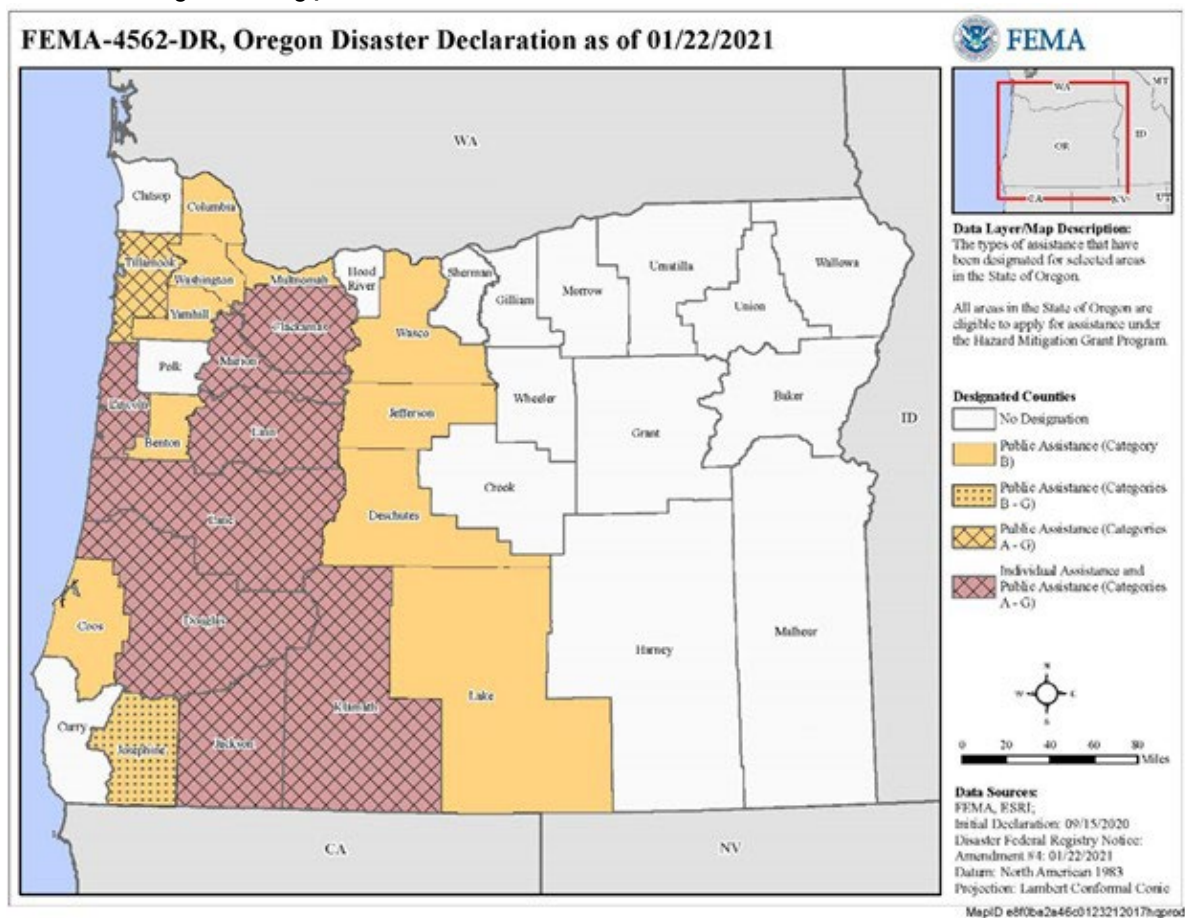 FEMA-4562-DR, Oregon Disaster Declaration as of 01/22/2021
FEMA
WA
MT
OR
ID
CA
NV
UT
Data Layer/Map Description:
The types of assistance that have
been designated for selected areas
in the State of Oregon.
All areas in the State of Oregon are
eligible to apply for assistance under
the Hazard Mitigation Grant Program.
Designated Counties
No Designation
Public Assistance (Category
B)
Public Assistance (Categories
B - G)
Public Assistance (Categories
A - G)
Individual Assistance and
Public Assistance (Categories
A - G)
N
W
E
S
0 20 40 60 80
Miles
Data Sources:
FEMA, ESRI;
Initial Declaration: 09/15/2020
Disaster Federal Registry Notice:
Amendment #4: 01/22/2021
Datum: North American 1983
Projection: Lambert Conformal Conic
MapID e8f0ba2a46c0123212017hqprod
WA
Clatsop
Columbia
Tillamook
Washington
Multnomah
Hood
River
Sherman
Gilliam
Morrow
Umatilla
Wallowa
Union
Yamhill
Clackamas
Wasco
Polk
Marion
Wheeler
Baker
ID
Lincoln
Benton
Linn
Jefferson
Grant
Crook
Lane
Deschutes
Coos
Douglas
Harney
Malheur
Curry
Josephine
Jackson
Klamath
Lake
CA
NV